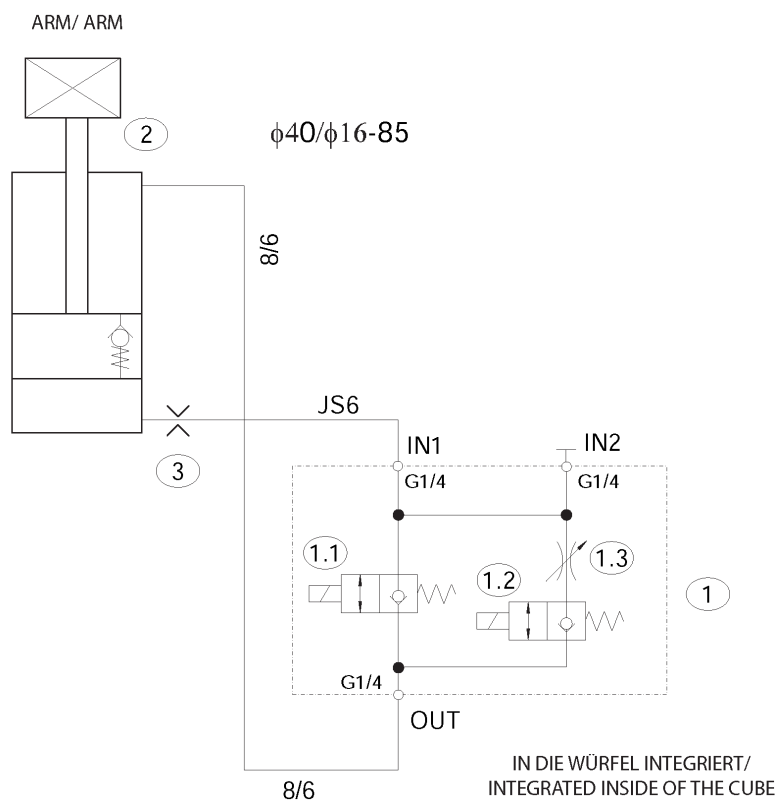 ARM/ ARM
2
ϕ40/ϕ16-85
8/6
JS6
3
IN1
IN2
G1/4
G1/4
1.1
1.2
1.3
1
G1/4
OUT
8/6
IN DIE WÜRFEL INTEGRIERT/
INTEGRATED INSIDE OF THE CUBE